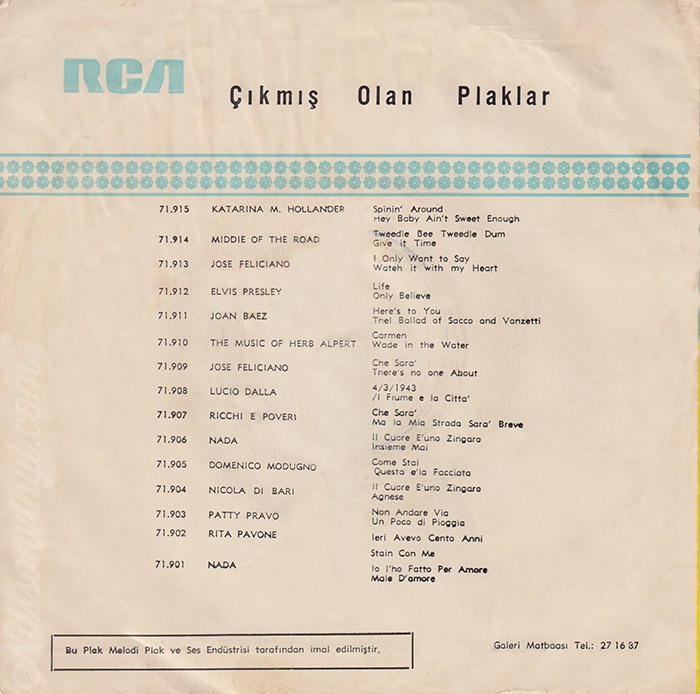 RCA
Çıkmış Olan Plaklar
71.915 KATARINA M. HOLLANDER Spinin' Around
Hey Baby Ain't Sweet Enough
71.914 MIDDIE OF THE ROAD Tweedle Bee Tweedle Dum
Give it Time
71.913 JOSE FELICIANO I Only Want to Say
Wateh it with my Heart
71.912 ELVIS PRESLEY Life
Only Believe
71.911 JOAN BAEZ Here's to You
Thel Ballad of Sacco and Vanzetti
71.910 THE MUSIC OF HERB ALPERT Carmen
Wade in the Water
71.909 JOSE FELICIANO Che Sara'
There's no one About
71.908 LUCIO DALLA 4/3/1943
/I Fiume e la Citta'
71.907 RICCHI E POVERI Che Sara'
Ma la Mia Strada Sara' Breve
71.906 NADA Il Cuore E'uno Zingaro
Insieme Mai
71.905 DOMENICO MODUGNO Come Stai
Questa e'la Facciata
71.904 NICOLA DI BARI Il Cuore E'uno Zingaro
Agnese
71.903 PATTY PRAVO Non Andare Via
Un Poco di Pioggia
71.902 RITA PAVONE Ieri Avevo Cento Anni
Stain Con Me
71.901 NADA Io l'ho Fatto Per Amore
Male D'amore
Bu Plak Melodi Plak ve Ses Endüstrisi tarafından imal edilmiştir.
Galeri Matbaası Tel.: 27 16 37